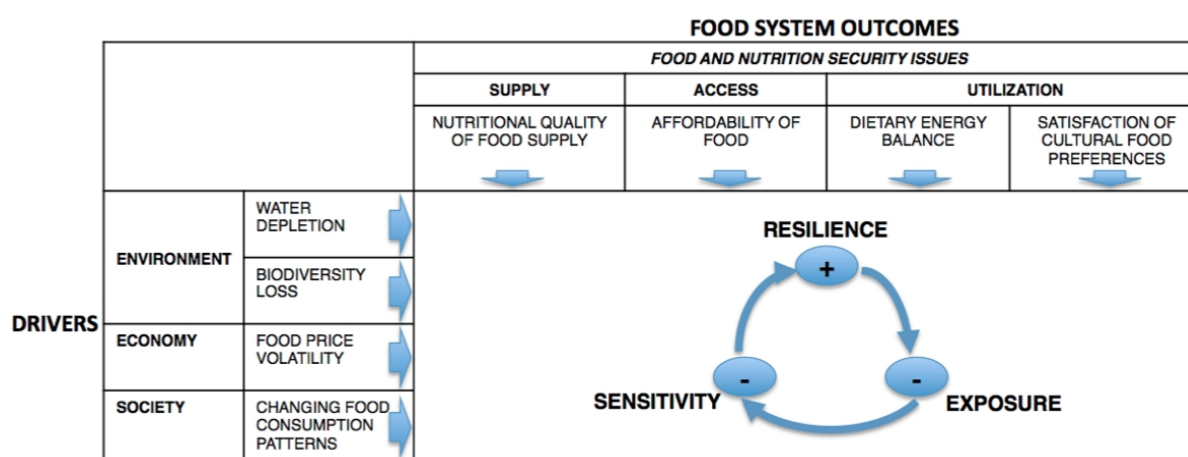 FOOD SYSTEM OUTCOMES
FOOD AND NUTRITION SECURITY ISSUES
SUPPLY
ACCESS
UTILIZATION
NUTRITIONAL QUALITY
OF FOOD SUPPLY
AFFORDABILITY OF
FOOD
DIETARY ENERGY
BALANCE
SATISFACTION OF
CULTURAL FOOD
PREFERENCES
DRIVERS
ENVIRONMENT
WATER
DEPLETION
BIODIVERSITY
LOSS
ECONOMY
FOOD PRICE
VOLATILITY
SOCIETY
CHANGING FOOD
CONSUMPTION
PATTERNS
RESILIENCE
+
-
-
SENSITIVITY
EXPOSURE